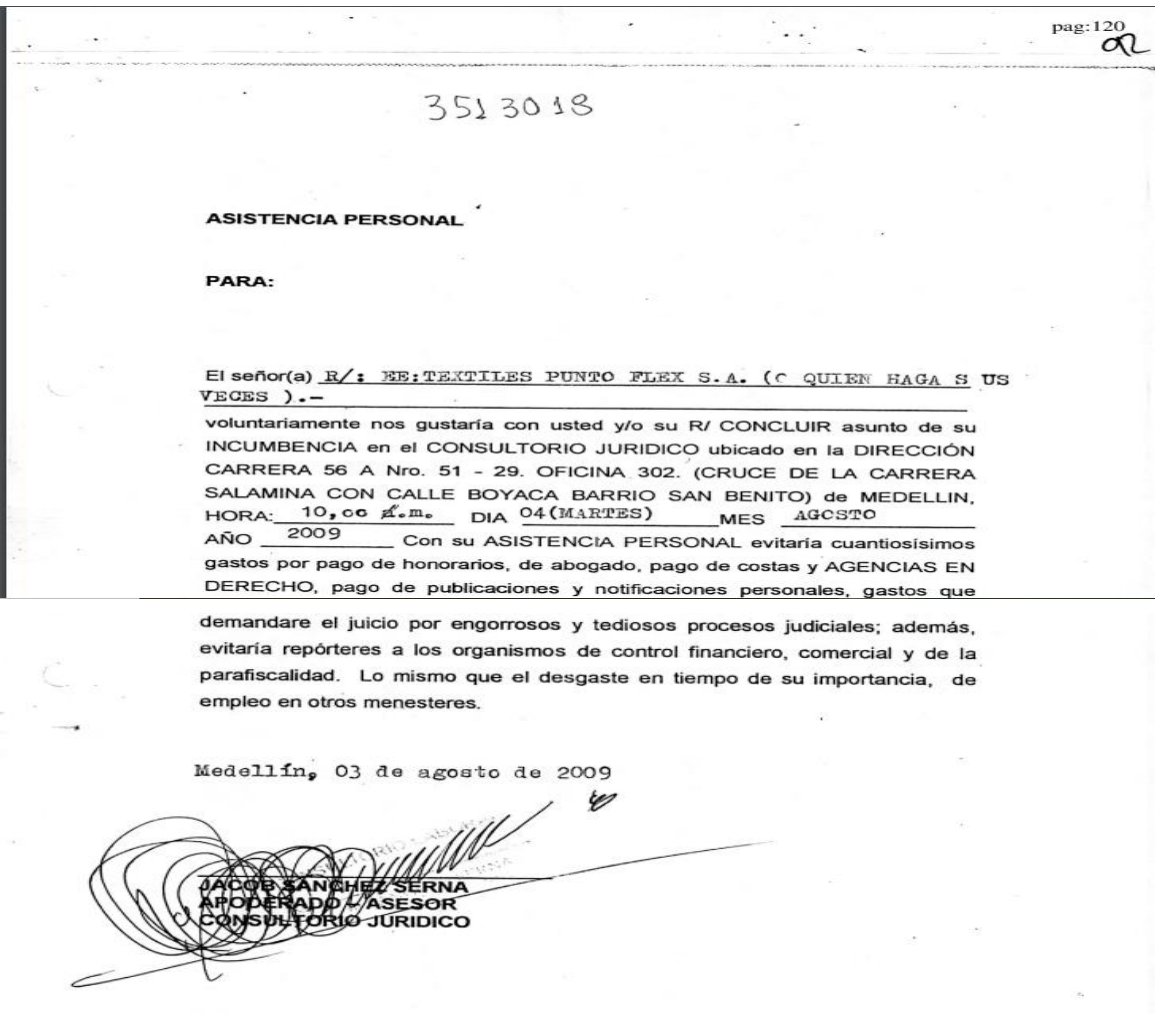 pag:120
92
3513018
ASISTENCIA PERSONAL
PARA:
El señor(a) R/: EE:TEXTILES PUNTO FLEX S.A. (O QUIEN HAGA S US
VECES ).-
voluntariamente nos gustaría con usted y/o su R/ CONCLUIR asunto de su
INCUMBENCIA en el CONSULTORIO JURIDICO ubicado en la DIRECCIÓN
CARRERA 56 A Nro. 51 - 29. OFICINA 302. (CRUCE DE LA CARRERA
SALAMINA CON CALLE BOYACA BARRIO SAN BENITO) de MEDELLIN,
HORA: 10,00 a.m. DIA 04(MARTES) MES AGOSTO
AÑO 2009 Con su ASISTENCIA PERSONAL evitaría cuantiosísimos
gastos por pago de honorarios, de abogado, pago de costas y AGENCIAS EN
DERECHO, pago de publicaciones y notificaciones personales, gastos que
demandare el juicio por engorrosos y tediosos procesos judiciales; además,
evitaría repórteres a los organismos de control financiero, comercial y de la
parafiscalidad. Lo mismo que el desgaste en tiempo de su importancia, de
empleo en otros menesteres.
Medellín, 03 de agosto de 2009
JACOB SANCHEZ SERNA
APODERADO - ASESOR
CONSULTORIO JURIDICO